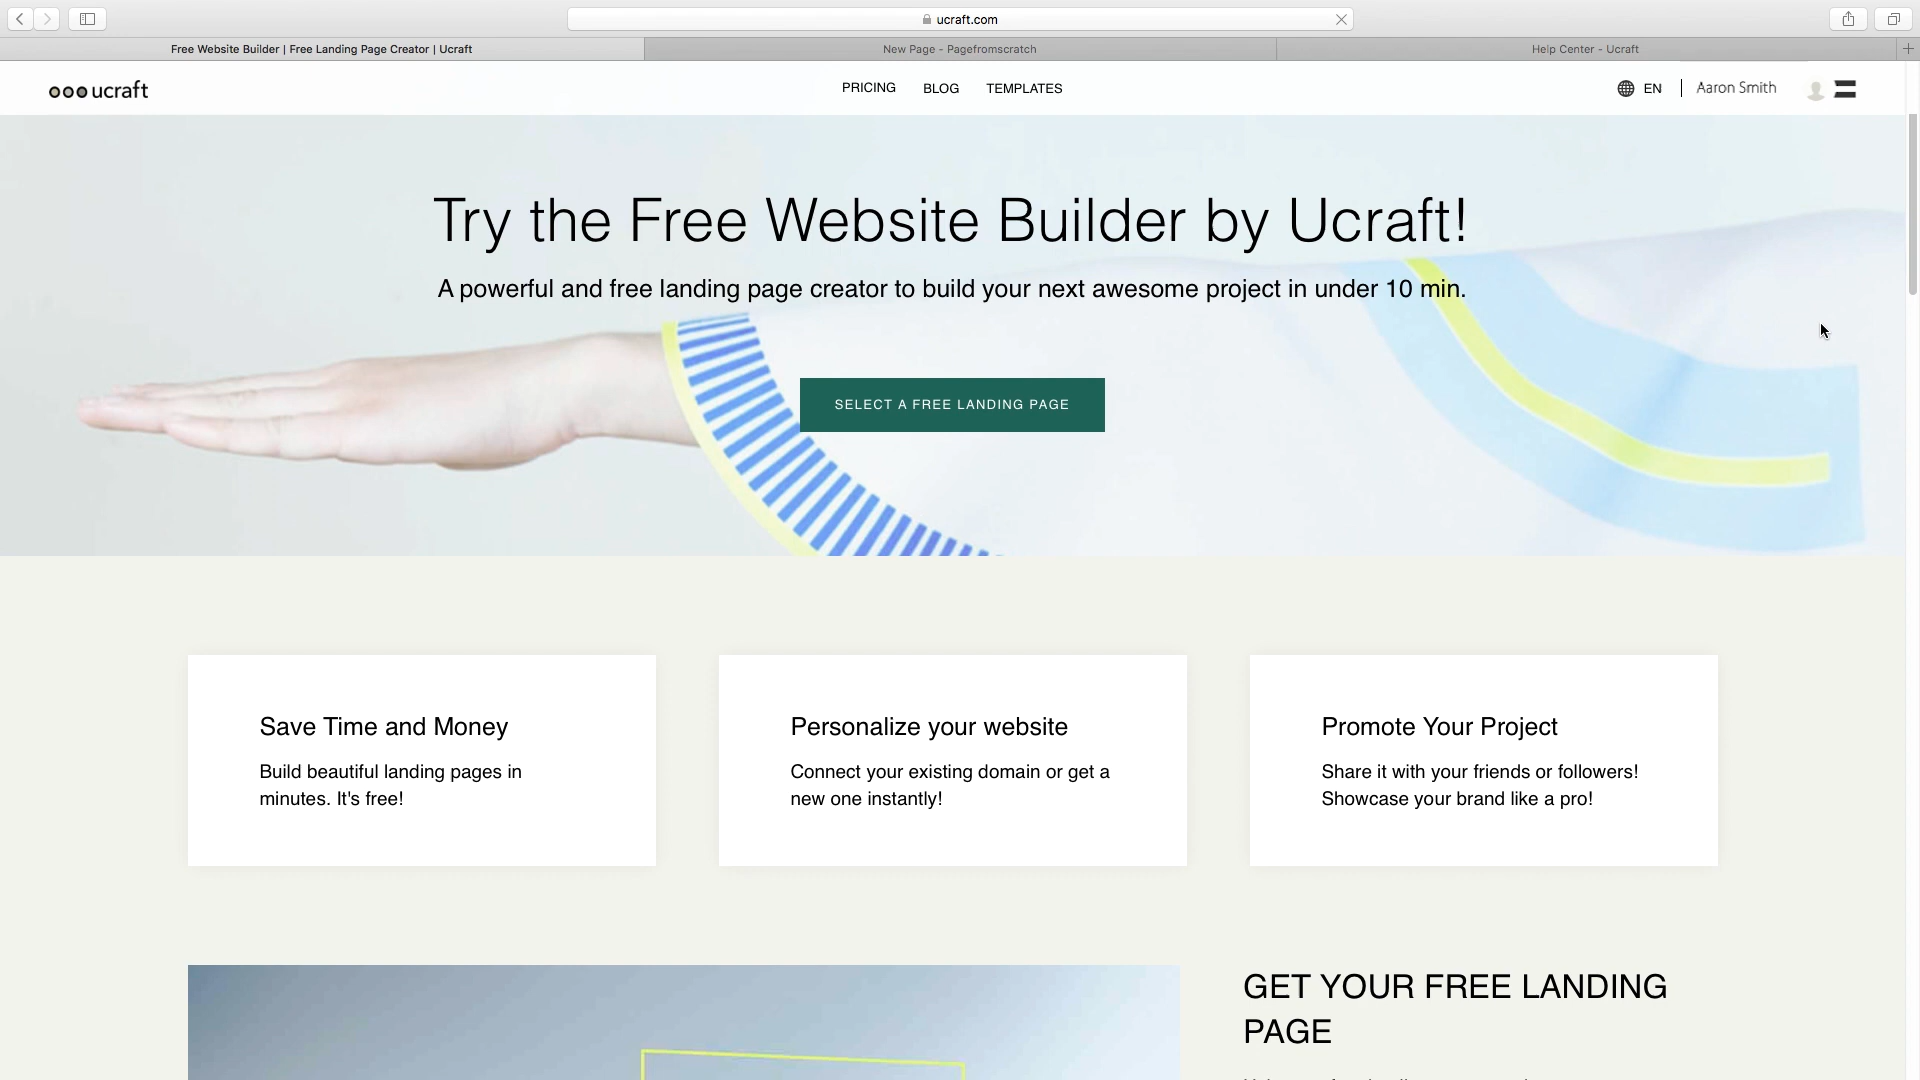 ucraft.com
Free Website Builder | Free Landing Page Creator | Ucraft
New Page - Pagefromscratch
Help Center - Ucraft
ucraft
PRICING
BLOG
TEMPLATES
EN
Aaron Smith
Try the Free Website Builder by Ucraft!
A powerful and free landing page creator to build your next awesome project in under 10 min.
SELECT A FREE LANDING PAGE
Save Time and Money
Build beautiful landing pages in
minutes. It's free!
Personalize your website
Connect your existing domain or get a
new one instantly!
Promote Your Project
Share it with your friends or followers!
Showcase your brand like a pro!
GET YOUR FREE LANDING
PAGE